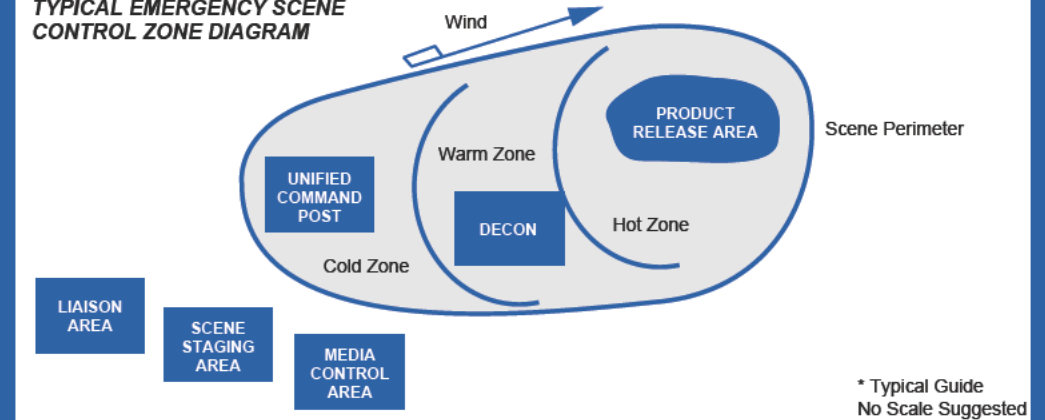 TYPICAL EMERGENCY SCENE
CONTROL ZONE DIAGRAM
Wind
PRODUCT
RELEASE AREA
Scene Perimeter
Warm Zone
UNIFIED
COMMAND
POST
DECON
Hot Zone
Cold Zone
LIAISON
AREA
SCENE
STAGING
AREA
MEDIA
CONTROL
AREA
* Typical Guide
No Scale Suggested